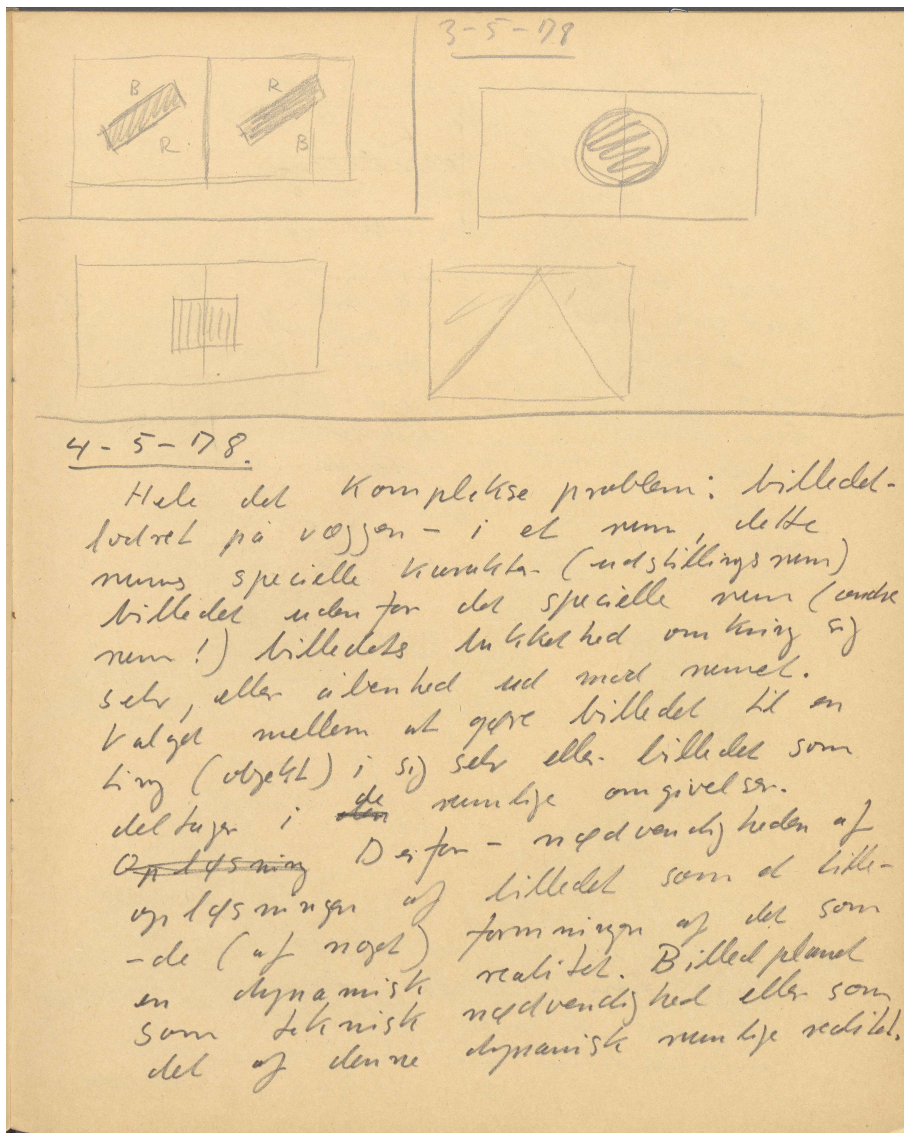 3-5-78
B
R
R
B
4-5-78.
Hele det komplekse problem: billedet-
lodret på væggen - i et rum, dette
rums specielle karakter (udstillingsrum)
billedet uden for det specielle rum (andre
rum!) billedets lukkethed omkring sig
selv, eller åbenhed ud mod rummet.
Valget mellem at gøre billedet til en
ting (objekt) i sig selv eller billedet som
deltager i de rumlige omgivelser.
Opløsning Derfor - nødvendigheden af
opløsningen af billedet som et bille-
-de (af noget) formningen af det som
en dynamisk realitet. Billedplanet
som teknisk nødvendighed eller som
del af denne dynamisk rumlige realitet.